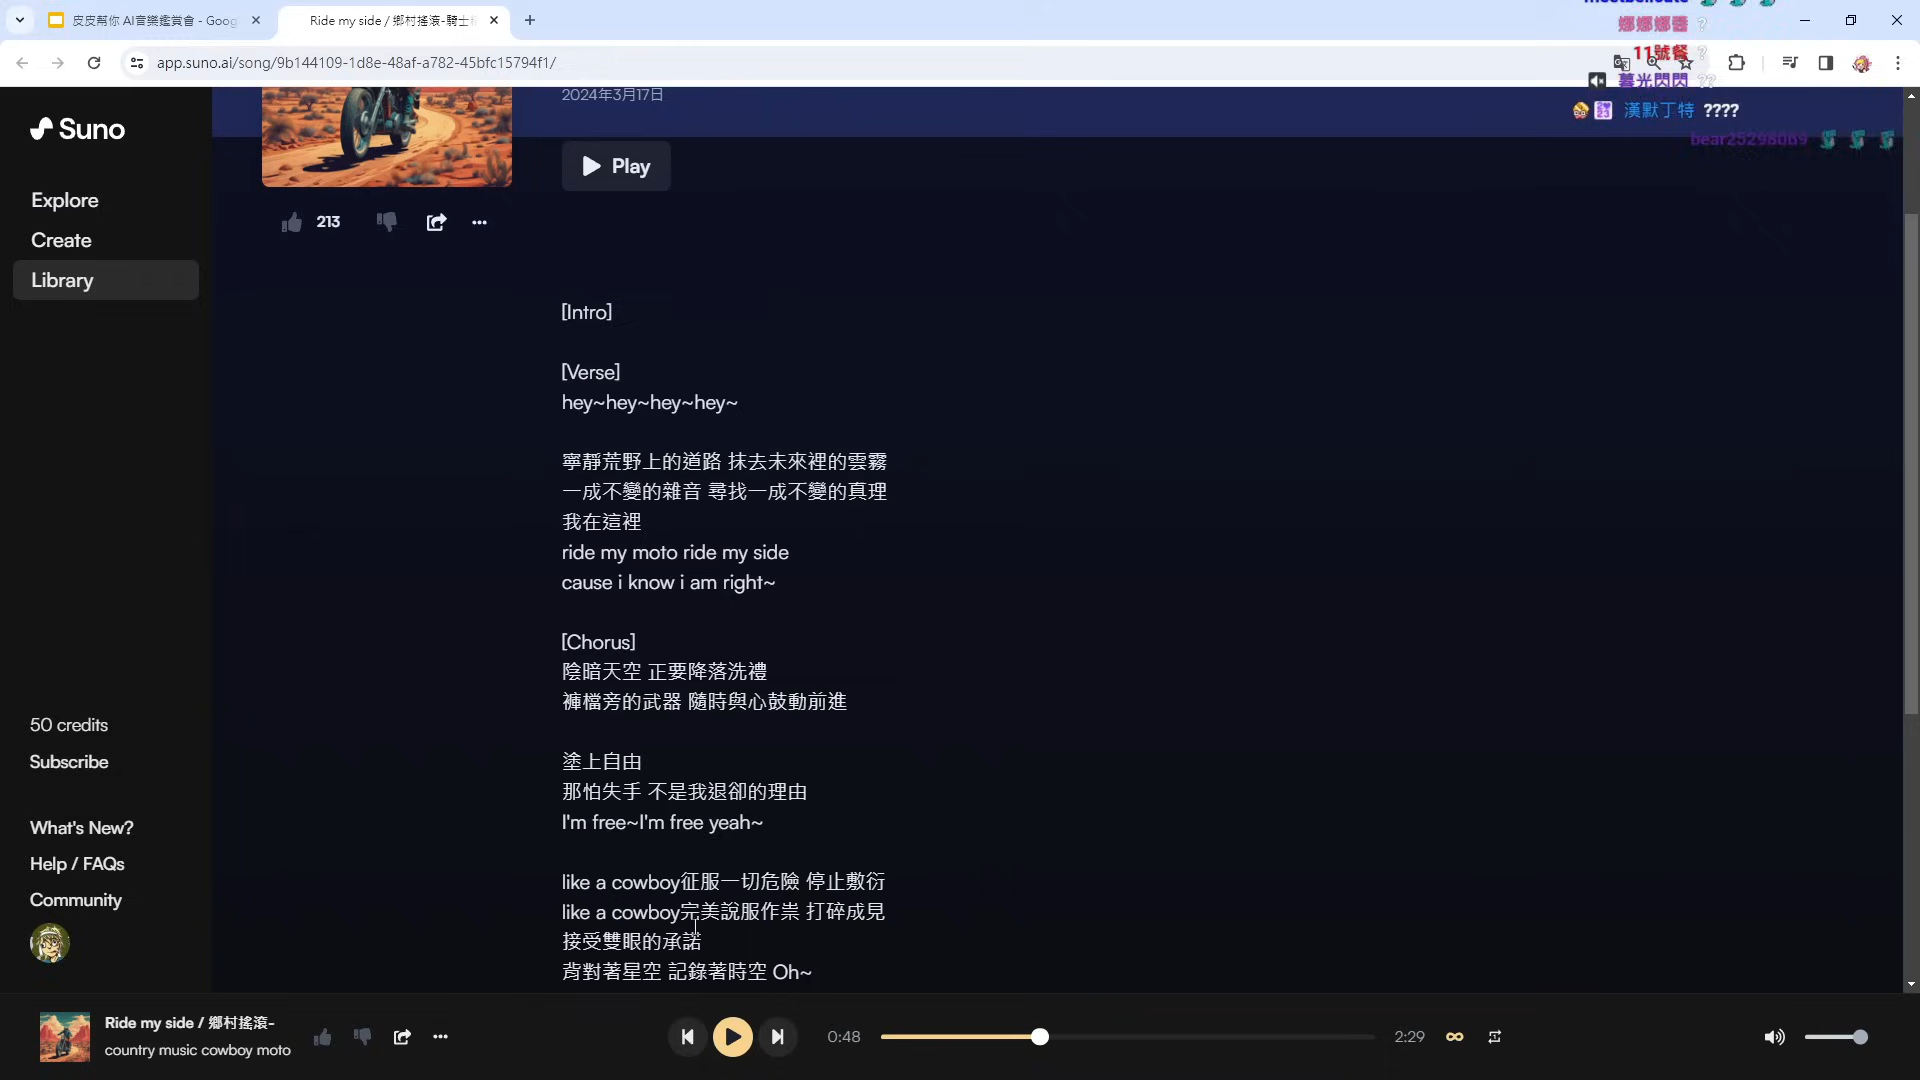 皮皮幫你 AI音樂鑑賞會 - Goog
Ride my side / 鄉村搖滾-騎士
娜娜娜醬 ?
app.suno.ai/song/9b144109-1d8e-48af-a782-45bfc15794f1/
11號餐 ?
暮光閃閃 ??
漢默丁特 ????
bear25298089
2024年3月17日
Suno
Play
Explore
213
Create
Library
[Intro]
[Verse]
hey~hey~hey~hey~
寧靜荒野上的道路 抹去未來裡的雲霧
一成不變的雜音 尋找一成不變的真理
我在這裡
ride my moto ride my side
cause i know i am right~
[Chorus]
陰暗天空 正要降落洗禮
褲檔旁的武器 隨時與心鼓動前進
塗上自由
那怕失手 不是我退卻的理由
I'm free~I'm free yeah~
like a cowboy征服一切危險 停止敷衍
like a cowboy完美說服作祟 打碎成見
接受雙眼的承諾
背對著星空 記錄著時空 Oh~
50 credits
Subscribe
What's New?
Help / FAQs
Community
Ride my side / 鄉村搖滾-
country music cowboy moto
0:48
2:29